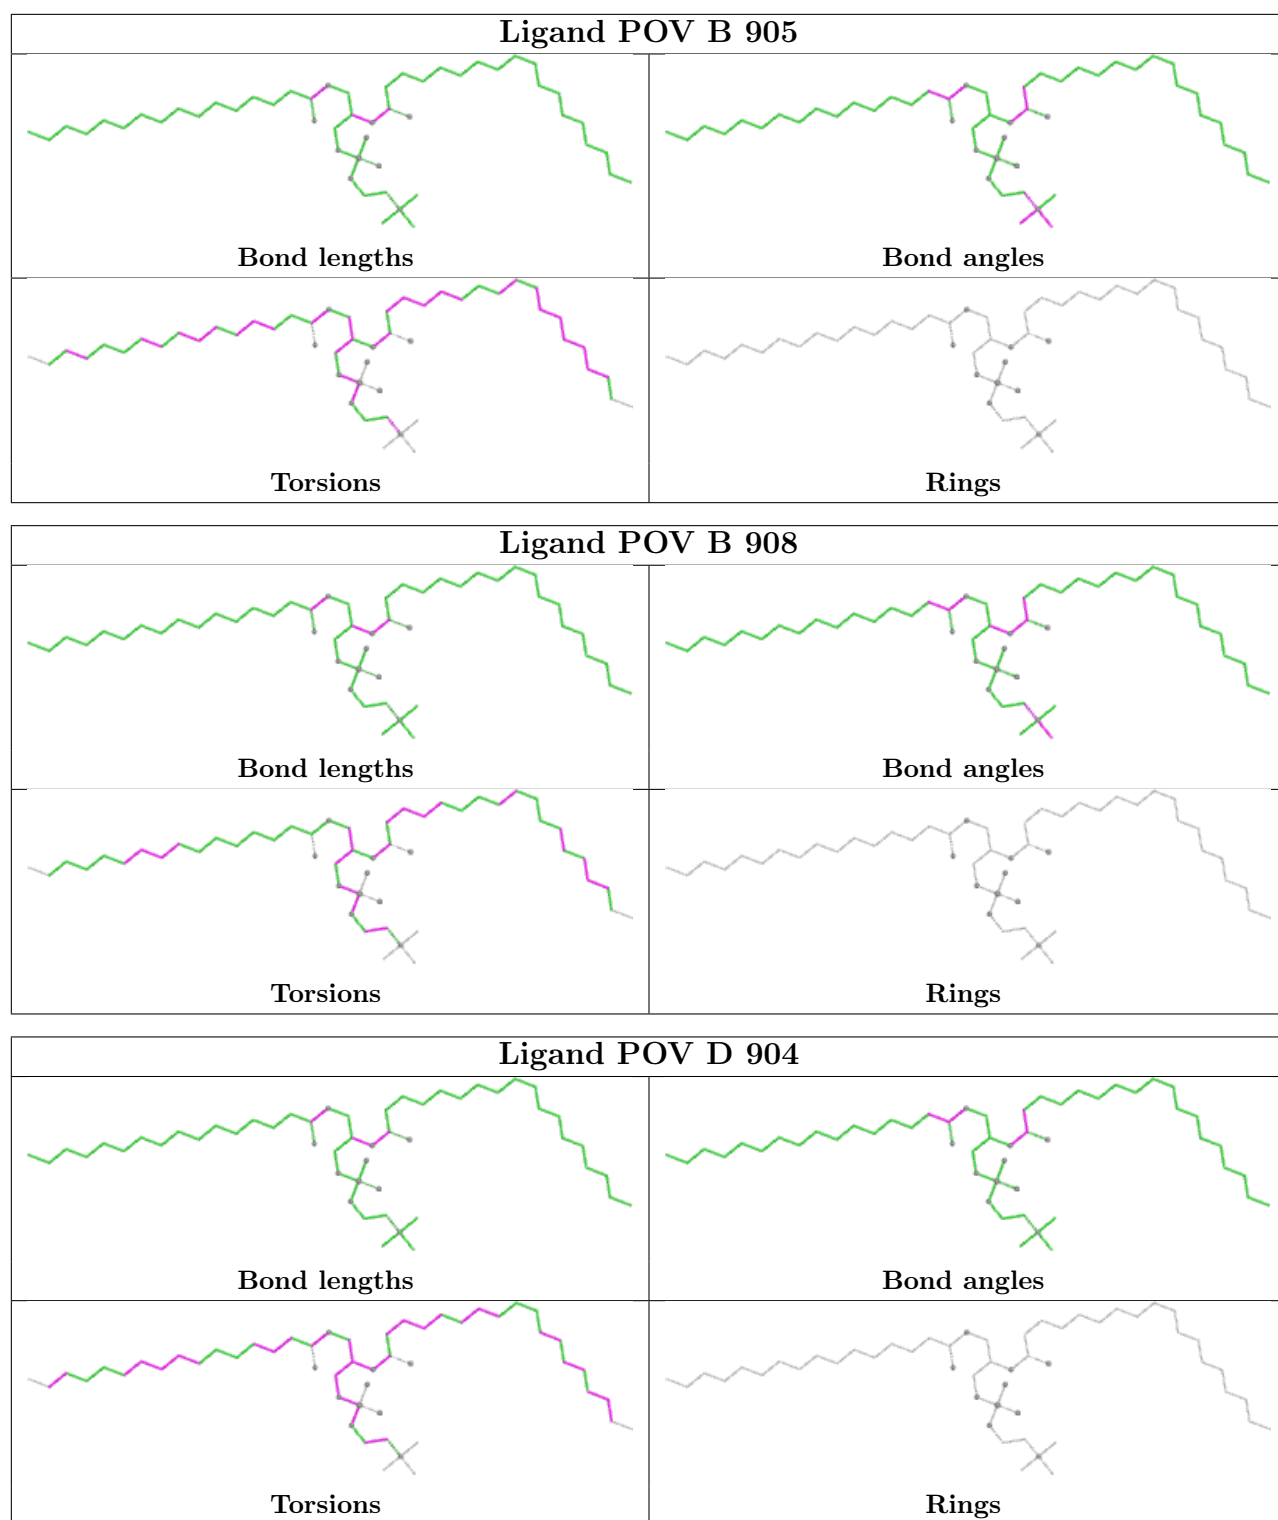 Ligand POV B 905
Bond lengths
Bond angles
Torsions
Rings
Ligand POV B 908
Bond lengths
Bond angles
Torsions
Rings
Ligand POV D 904
Bond lengths
Bond angles
Torsions
Rings